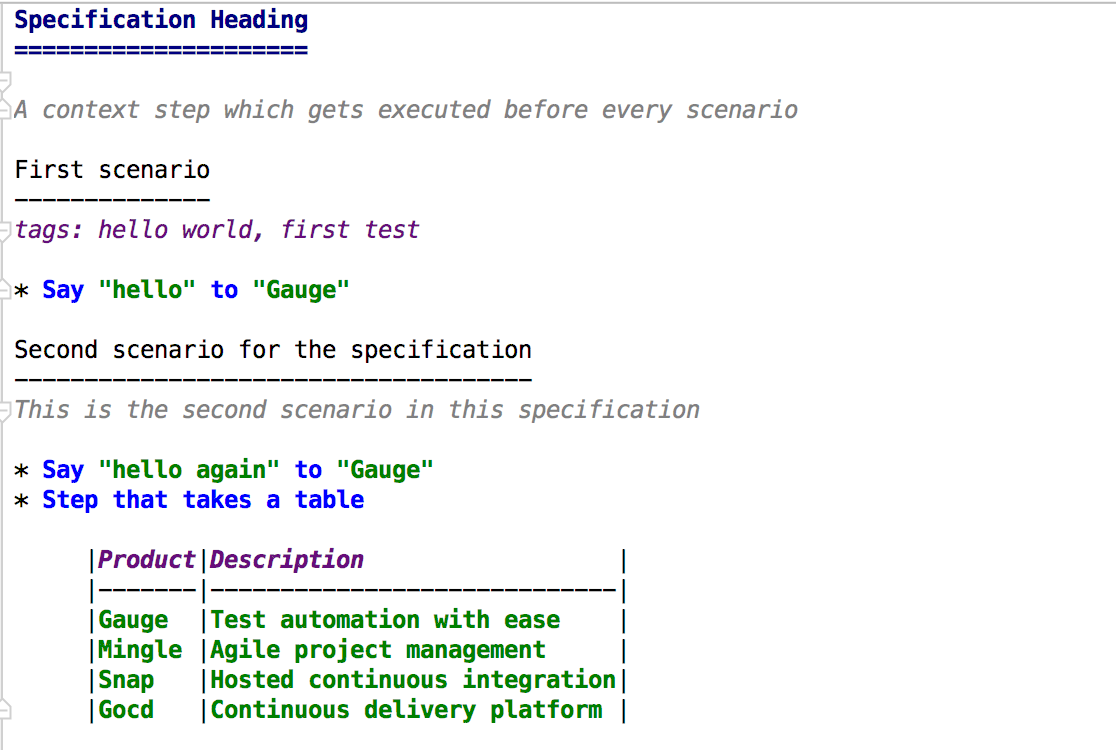 Specification Heading
=====================
A context step which gets executed before every scenario
First scenario
--------------
tags: hello world, first test
* Say "hello" to "Gauge"
Second scenario for the specification
-------------------------------------
This is the second scenario in this specification
* Say "hello again" to "Gauge"
* Step that takes a table
|Product|Description                  |
|-------|-----------------------------|
|Gauge  |Test automation with ease    |
|Mingle |Agile project management     |
|Snap   |Hosted continuous integration|
|Gocd   |Continuous delivery platform |